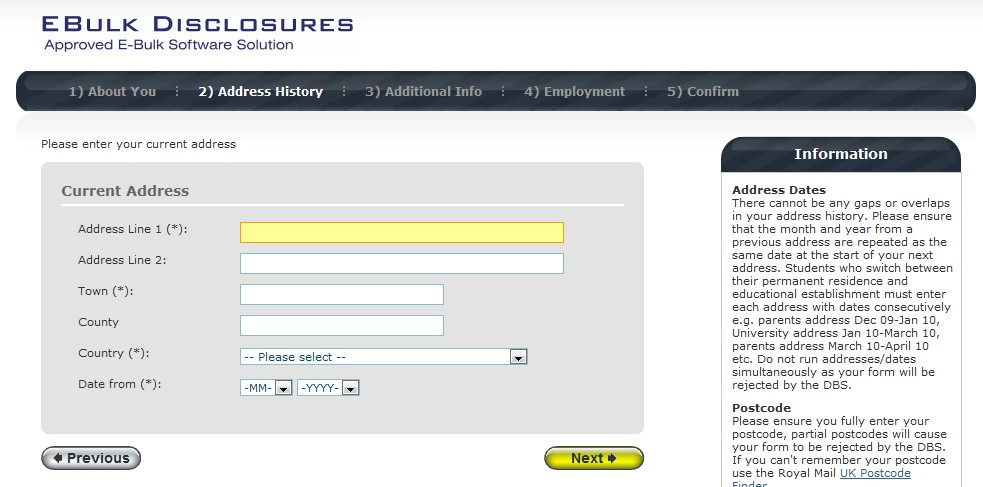 EBULK DISCLOSURES
Approved E-Bulk Software Solution
1) About You ⋮ 2) Address History ⋮ 3) Additional Info ⋮ 4) Employment ⋮ 5) Confirm
Please enter your current address
Current Address
Address Line 1 (*):
Address Line 2:
Town (*):
County
Country (*): -- Please select --
Date from (*): -MM- -YYYY-
Previous
Next
Information
Address Dates
There cannot be any gaps or overlaps
in your address history. Please ensure
that the month and year from a
previous address are repeated as the
same date at the start of your next
address. Students who switch between
their permanent residence and
educational establishment must enter
each address with dates consecutively
e.g. parents address Dec 09-Jan 10,
University address Jan 10-March 10,
parents address March 10-April 10
etc. Do not run addresses/dates
simultaneously as your form will be
rejected by the DBS.
Postcode
Please ensure you fully enter your
postcode, partial postcodes will cause
your form to be rejected by the DBS.
If you can't remember your postcode
use the Royal Mail UK Postcode
Finder